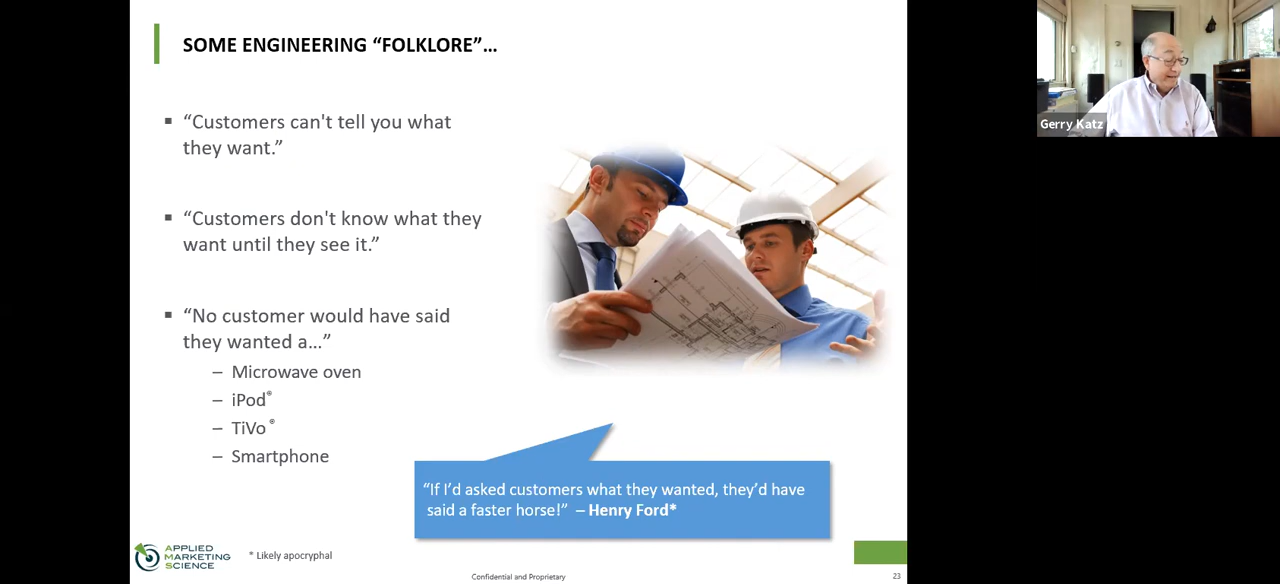 SOME ENGINEERING “FOLKLORE”…
▪ “Customers can't tell you what
they want.”
▪ “Customers don't know what they
want until they see it.”
▪ “No customer would have said
they wanted a…”
– Microwave oven
– iPod®
– TiVo®
– Smartphone
“If I’d asked customers what they wanted, they’d have
said a faster horse!” – Henry Ford*
APPLIED
MARKETING
SCIENCE
* Likely apocryphal
Confidential and Proprietary
23
Gerry Katz